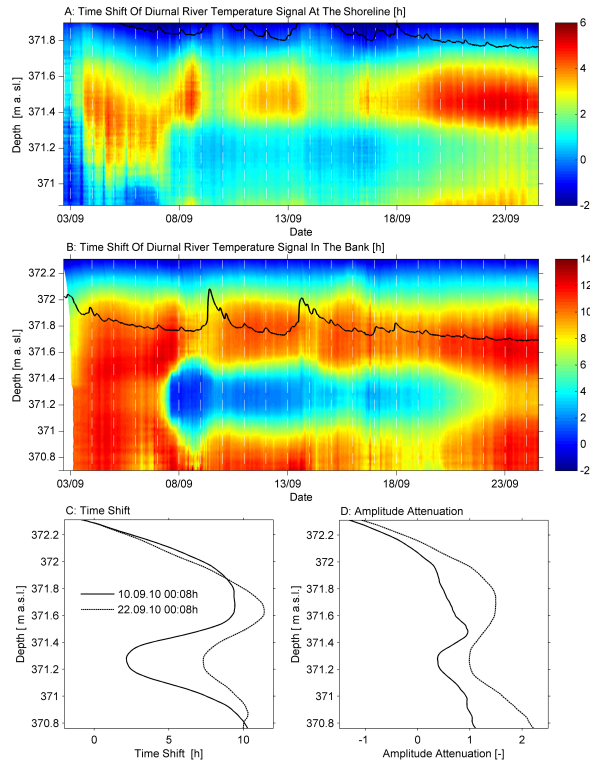 A: Time Shift Of Diurnal River Temperature Signal At The Shoreline [h]
Depth [m a. sl.]
371.8
371.6
371.4
371.2
371
03/09 08/09 13/09 18/09 23/09
Date
6
4
2
0
-2
B: Time Shift Of Diurnal River Temperature Signal In The Bank [h]
Depth [m a.sl.]
372.2
372
371.8
371.6
371.4
371.2
371
370.8
03/09 08/09 13/09 18/09 23/09
Date
14
12
10
8
6
4
2
0
-2
C: Time Shift
Depth [ m a.s.l.]
372.2
372
371.8
371.6
371.4
371.2
371
370.8
10.09.10 00:08h
22.09.10 00:08h
0 5 10
Time Shift [h]
D: Amplitude Attenuation
Depth [ m a.s.l.]
372.2
372
371.8
371.6
371.4
371.2
371
370.8
-1 0 1 2
Amplitude Attenuation [-]